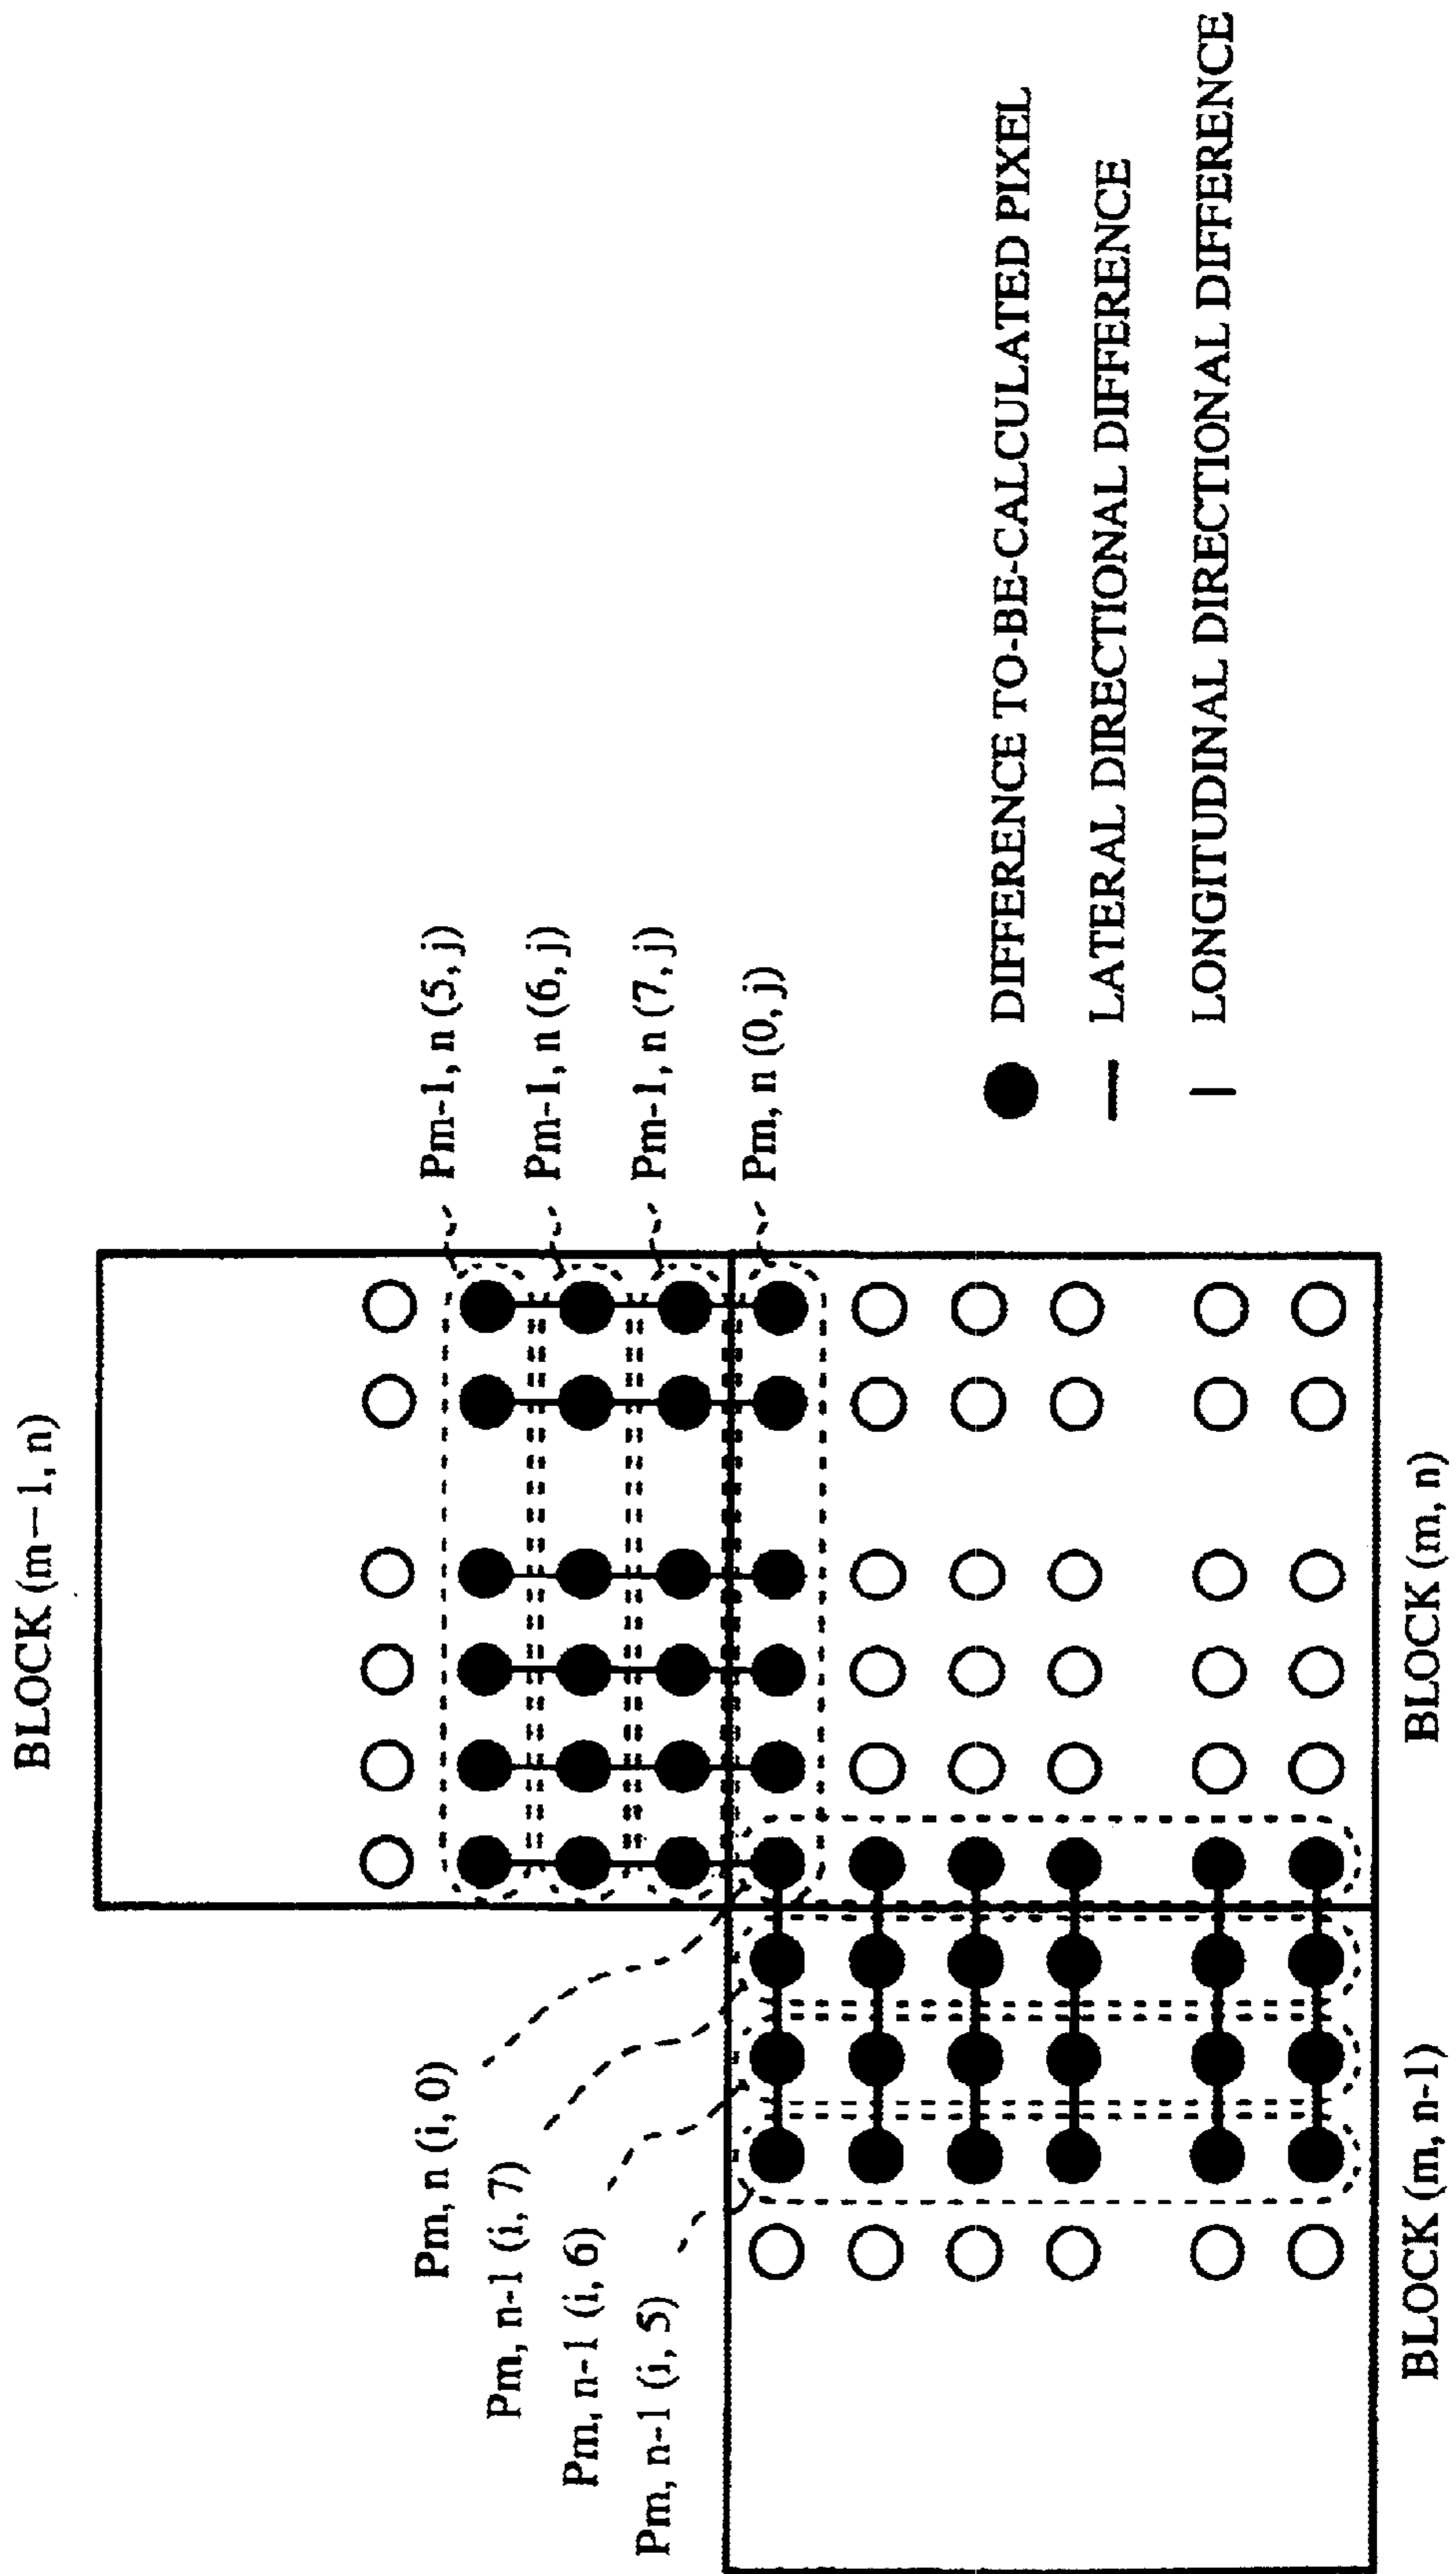 BLOCK (m－1, n)
Pm-1, n (5, j)
Pm-1, n (6, j)
Pm-1, n (7, j)
Pm, n (0, j)
Pm, n (i, 0)
Pm, n-1 (i, 7)
Pm, n-1 (i, 6)
Pm, n-1 (i, 5)
BLOCK (m, n-1)
BLOCK (m, n)
DIFFERENCE TO-BE-CALCULATED PIXEL
LATERAL DIRECTIONAL DIFFERENCE
LONGITUDINAL DIRECTIONAL DIFFERENCE